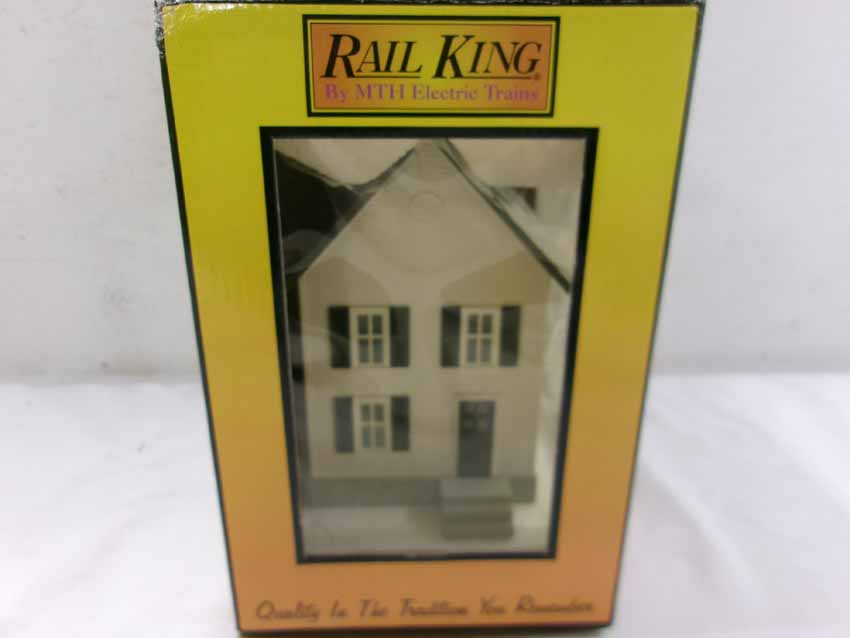 RAIL KING®
By MTH Electric Trains
Quality In The Tradition You Remember